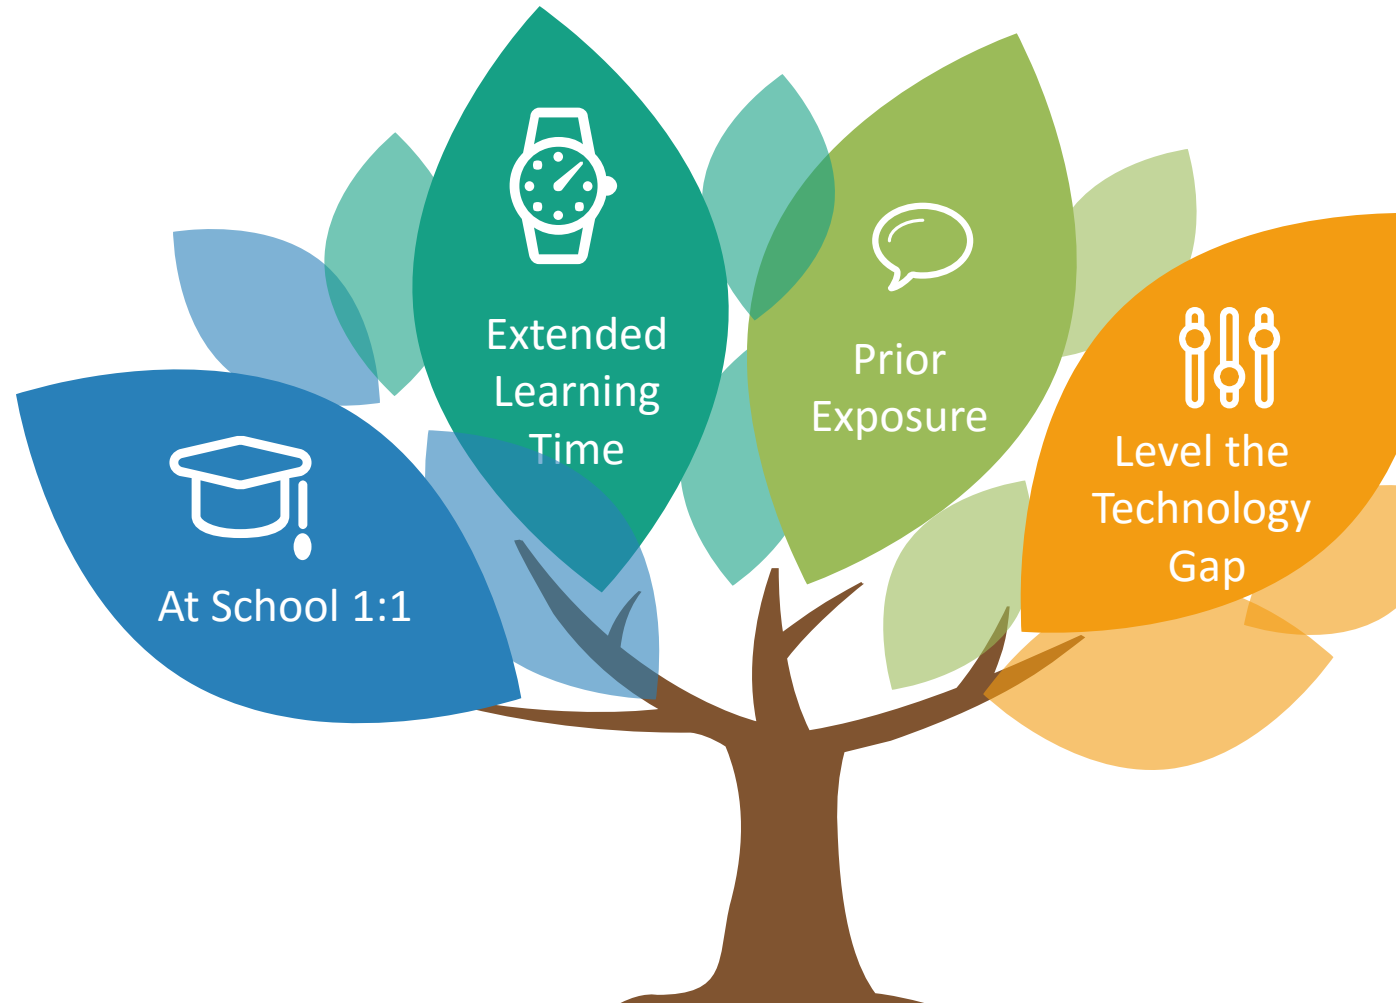 At School 1:1
Extended
Learning
Time
Prior
Exposure
Level the
Technology
Gap